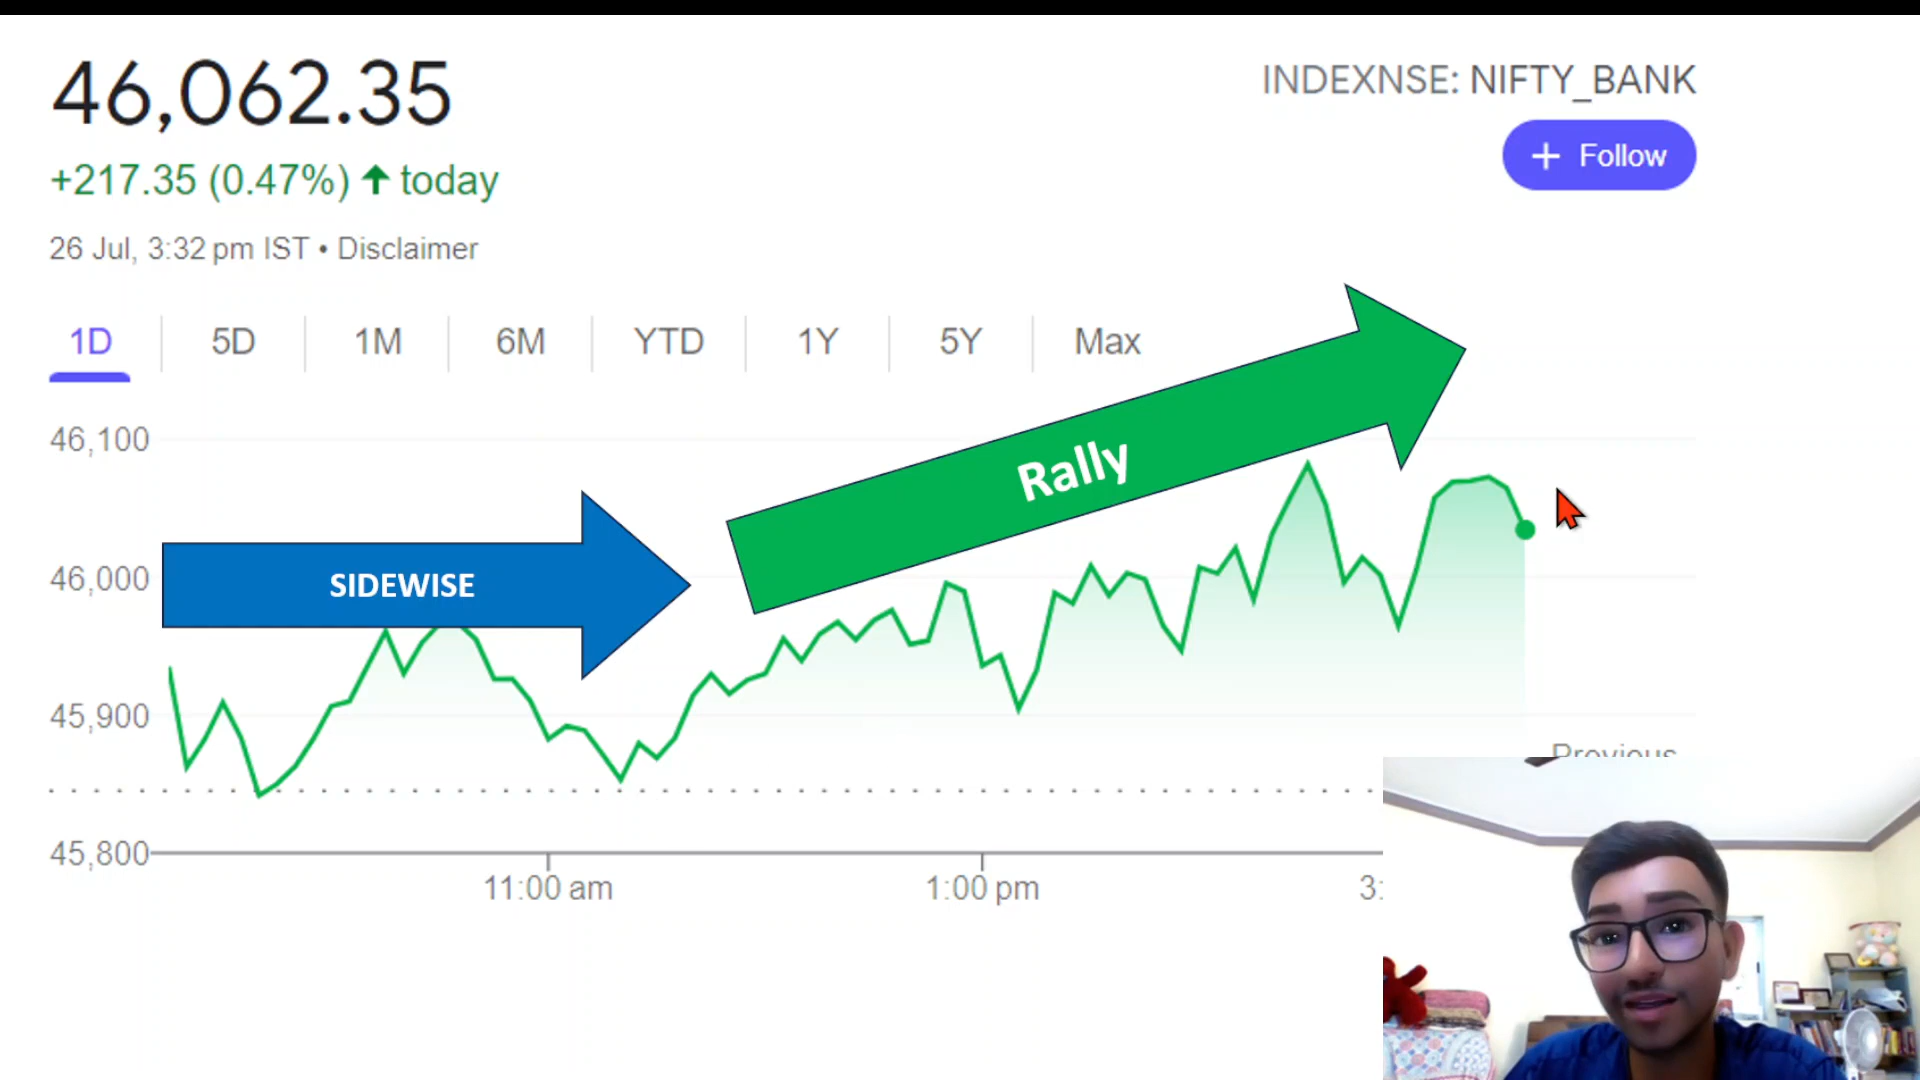 46,062.35
INDEXNSE: NIFTY_BANK
+217.35 (0.47%) ↑ today
+ Follow
26 Jul, 3:32 pm IST • Disclaimer
1D 5D 1M 6M YTD 1Y 5Y Max
46,100
Rally
46,000
SIDEWISE
45,900
Previous
45,800
11:00 am 1:00 pm 3: